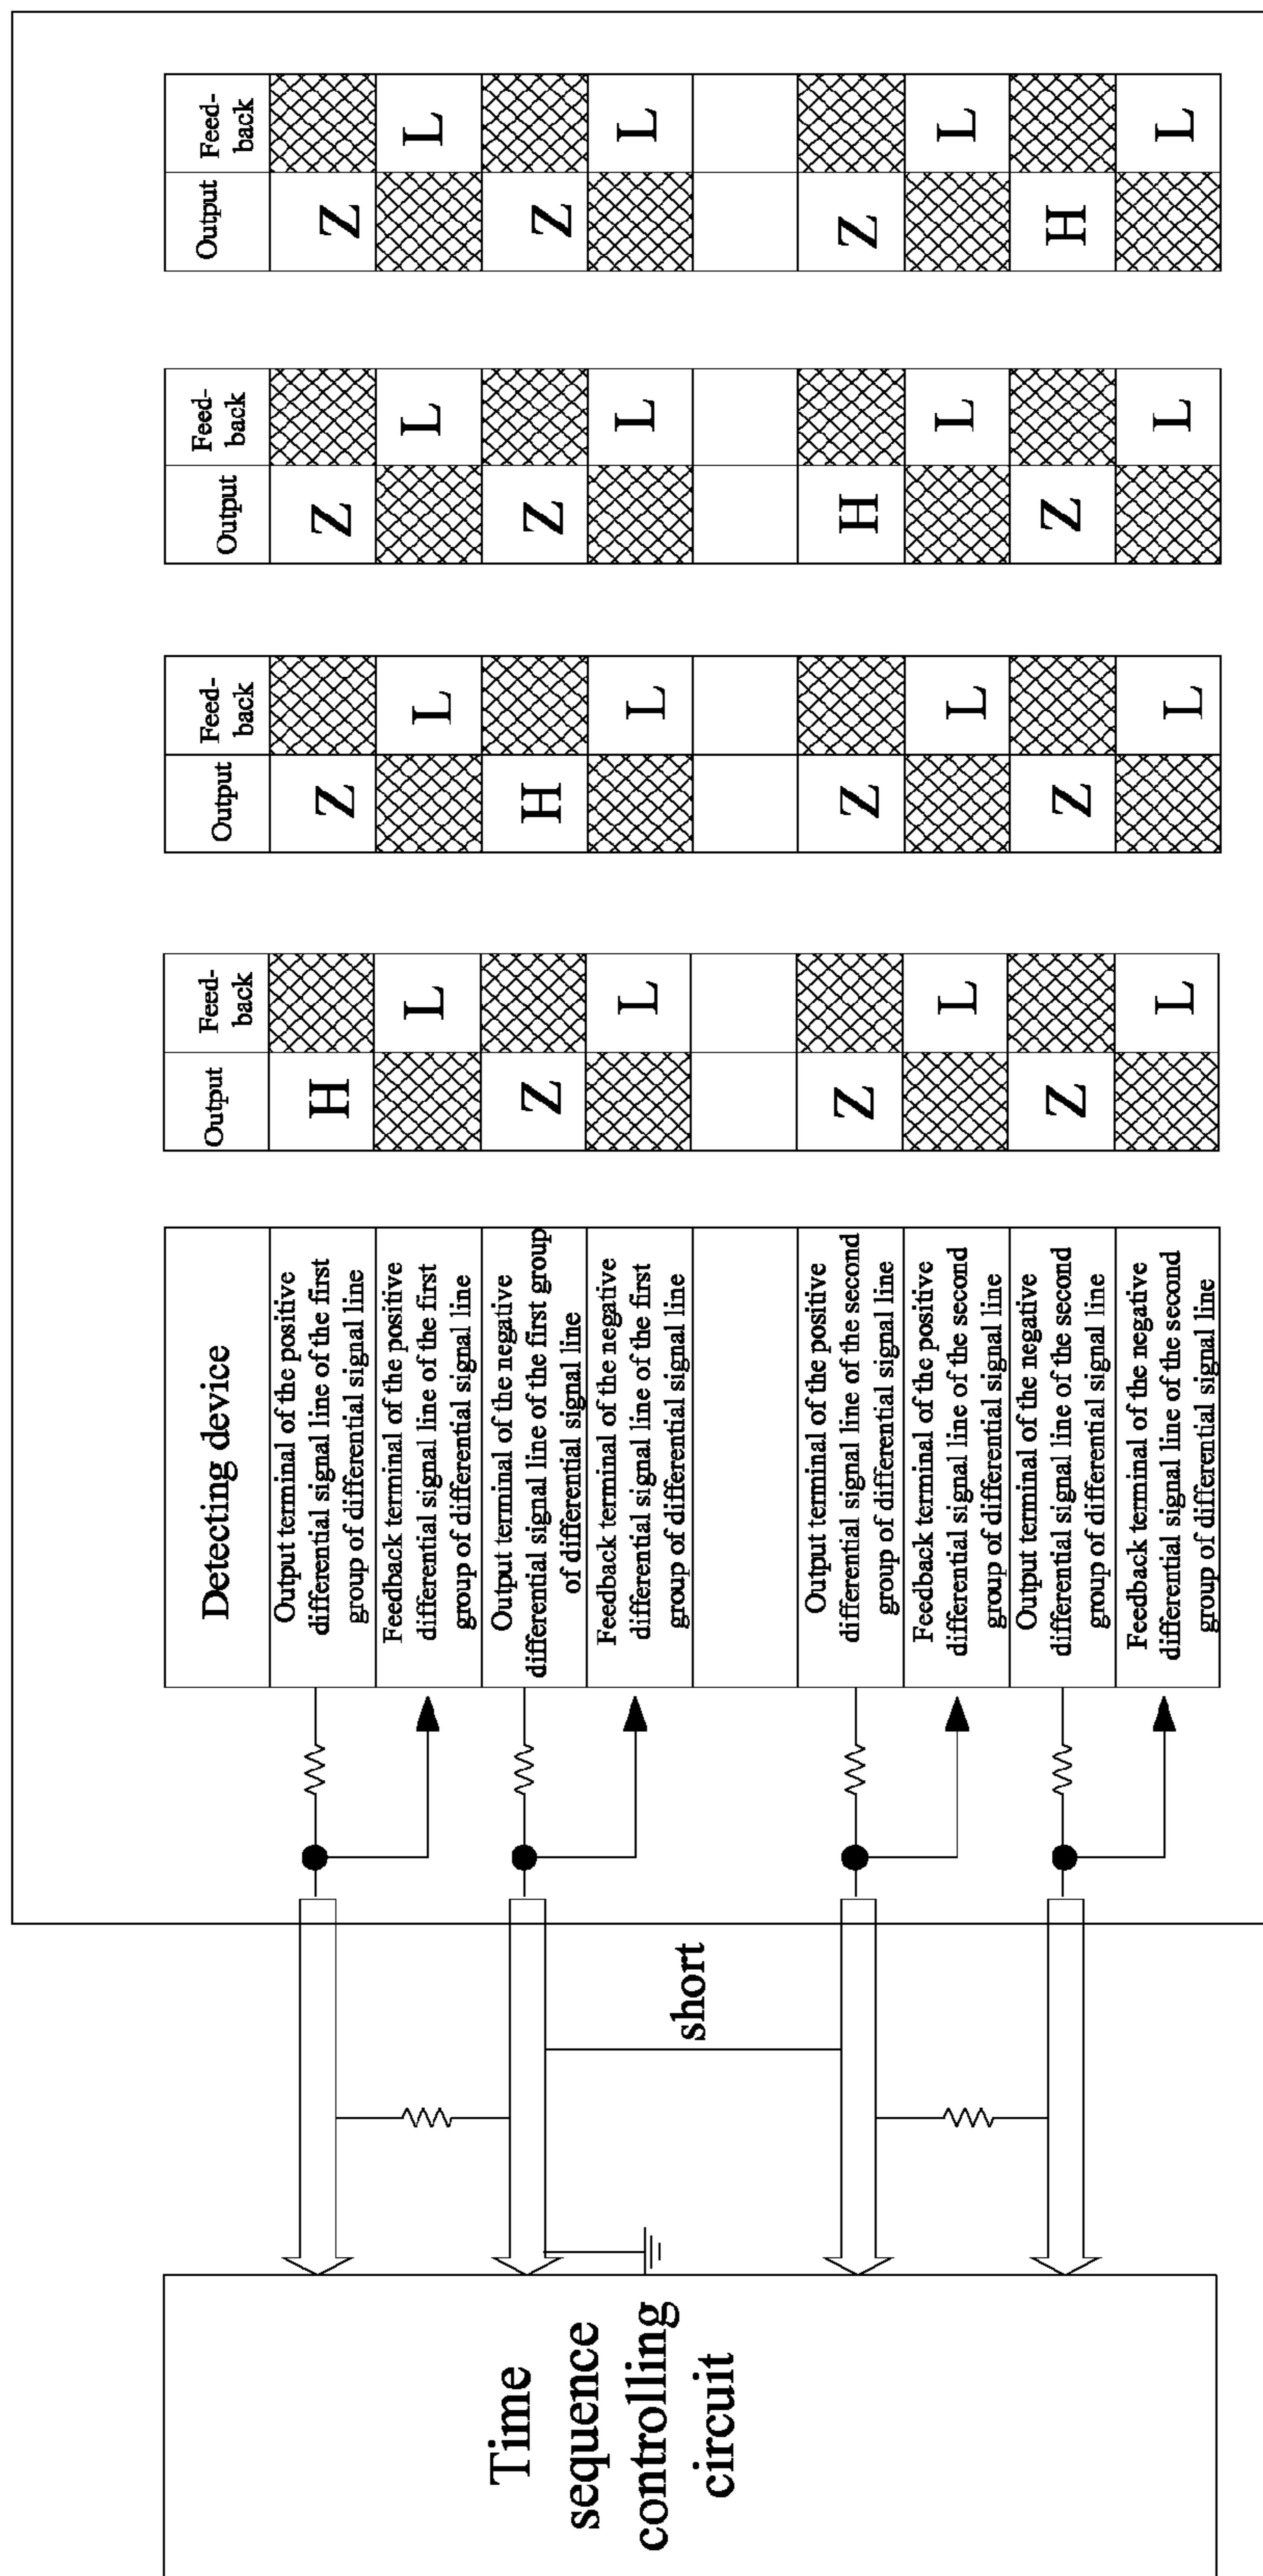 Time
sequence
controlling
circuit
short
Detecting device
Output terminal of the positive
differential signal line of the first
group of differential signal line
Feedback terminal of the positive
differential signal line of the first
group of differential signal line
Output terminal of the negative
differential signal line of the first group
of differential signal line
Feedback terminal of the negative
differential signal line of the first
group of differential signal line
Output terminal of the positive
differential signal line of the second
group of differential signal line
Feedback terminal of the positive
differential signal line of the second
group of differential signal line
Output terminal of the negative
differential signal line of the second
group of differential signal line
Feedback terminal of the negative
differential signal line of the second
group of differential signal line
Output
Feed-
back
H
L
Z
L
Z
L
Z
L
Output
Feed-
back
Z
L
H
L
Z
L
Z
L
Output
Feed-
back
Z
L
Z
L
H
L
Z
L
Output
Feed-
back
Z
L
Z
L
Z
L
H
L